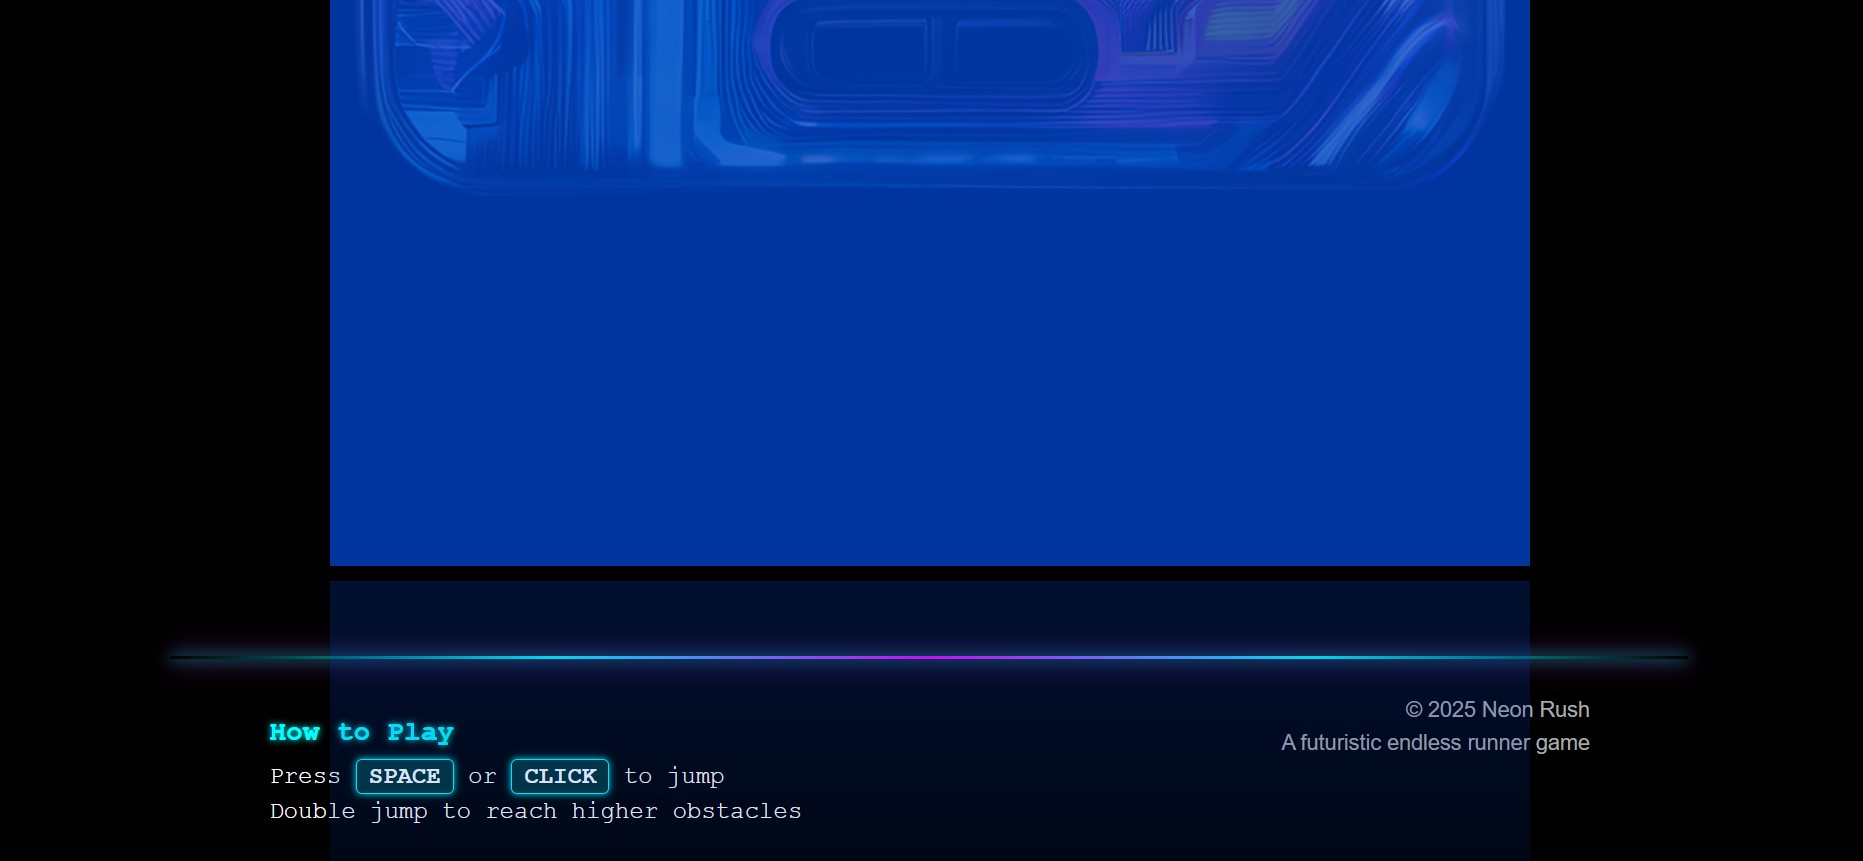 How to Play
Press SPACE or CLICK to jump
Double jump to reach higher obstacles
© 2025 Neon Rush
A futuristic endless runner game